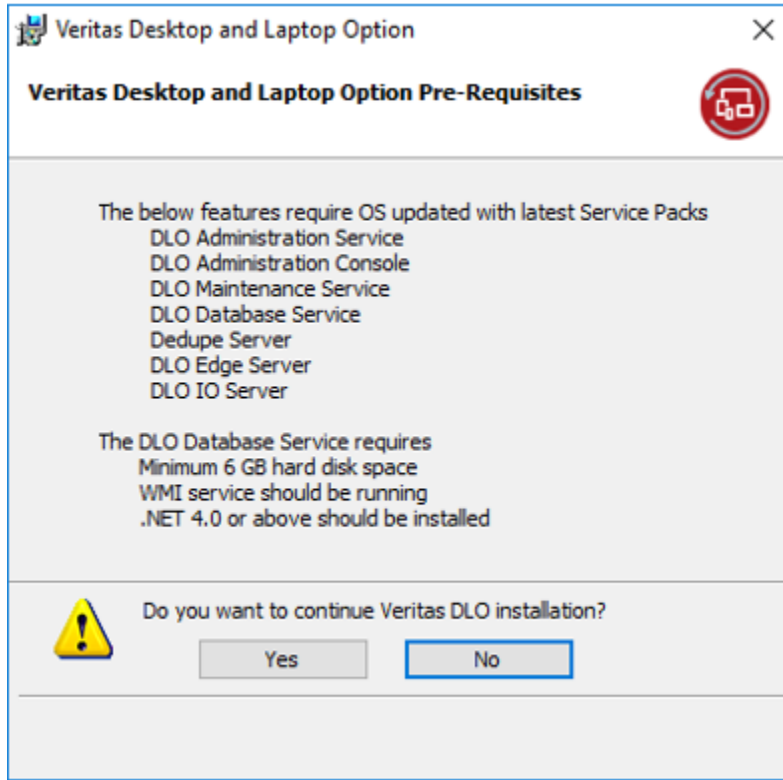 Veritas Desktop and Laptop Option
Veritas Desktop and Laptop Option Pre-Requisites
The below features require OS updated with latest Service Packs
DLO Administration Service
DLO Administration Console
DLO Maintenance Service
DLO Database Service
Dedupe Server
DLO Edge Server
DLO IO Server
The DLO Database Service requires
Minimum 6 GB hard disk space
WMI service should be running
.NET 4.0 or above should be installed
Do you want to continue Veritas DLO installation?
Yes No